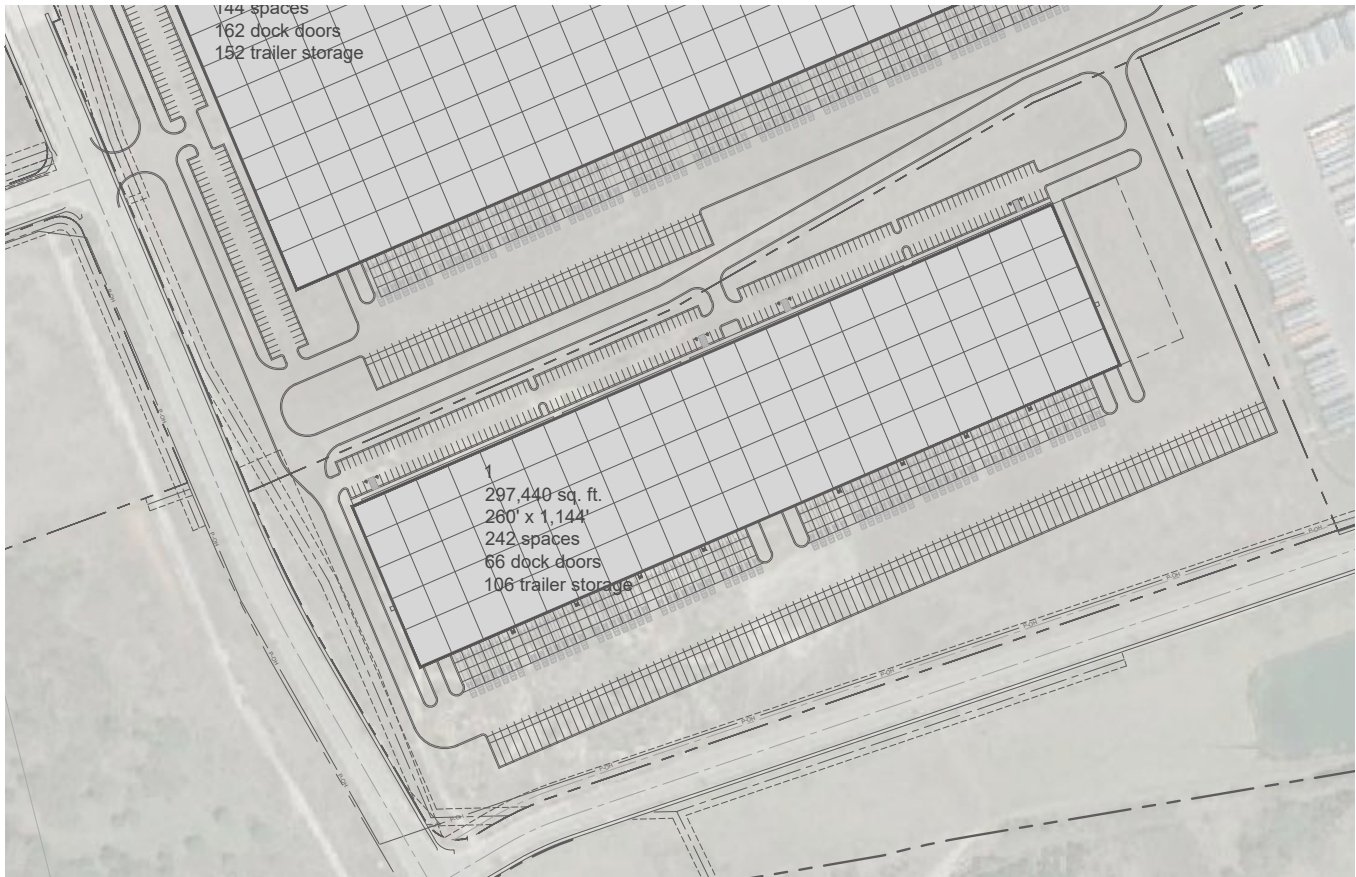 144 spaces
162 dock doors
152 trailer storage
1
297,440 sq. ft.
260' x 1,144'
242 spaces
66 dock doors
106 trailer storage